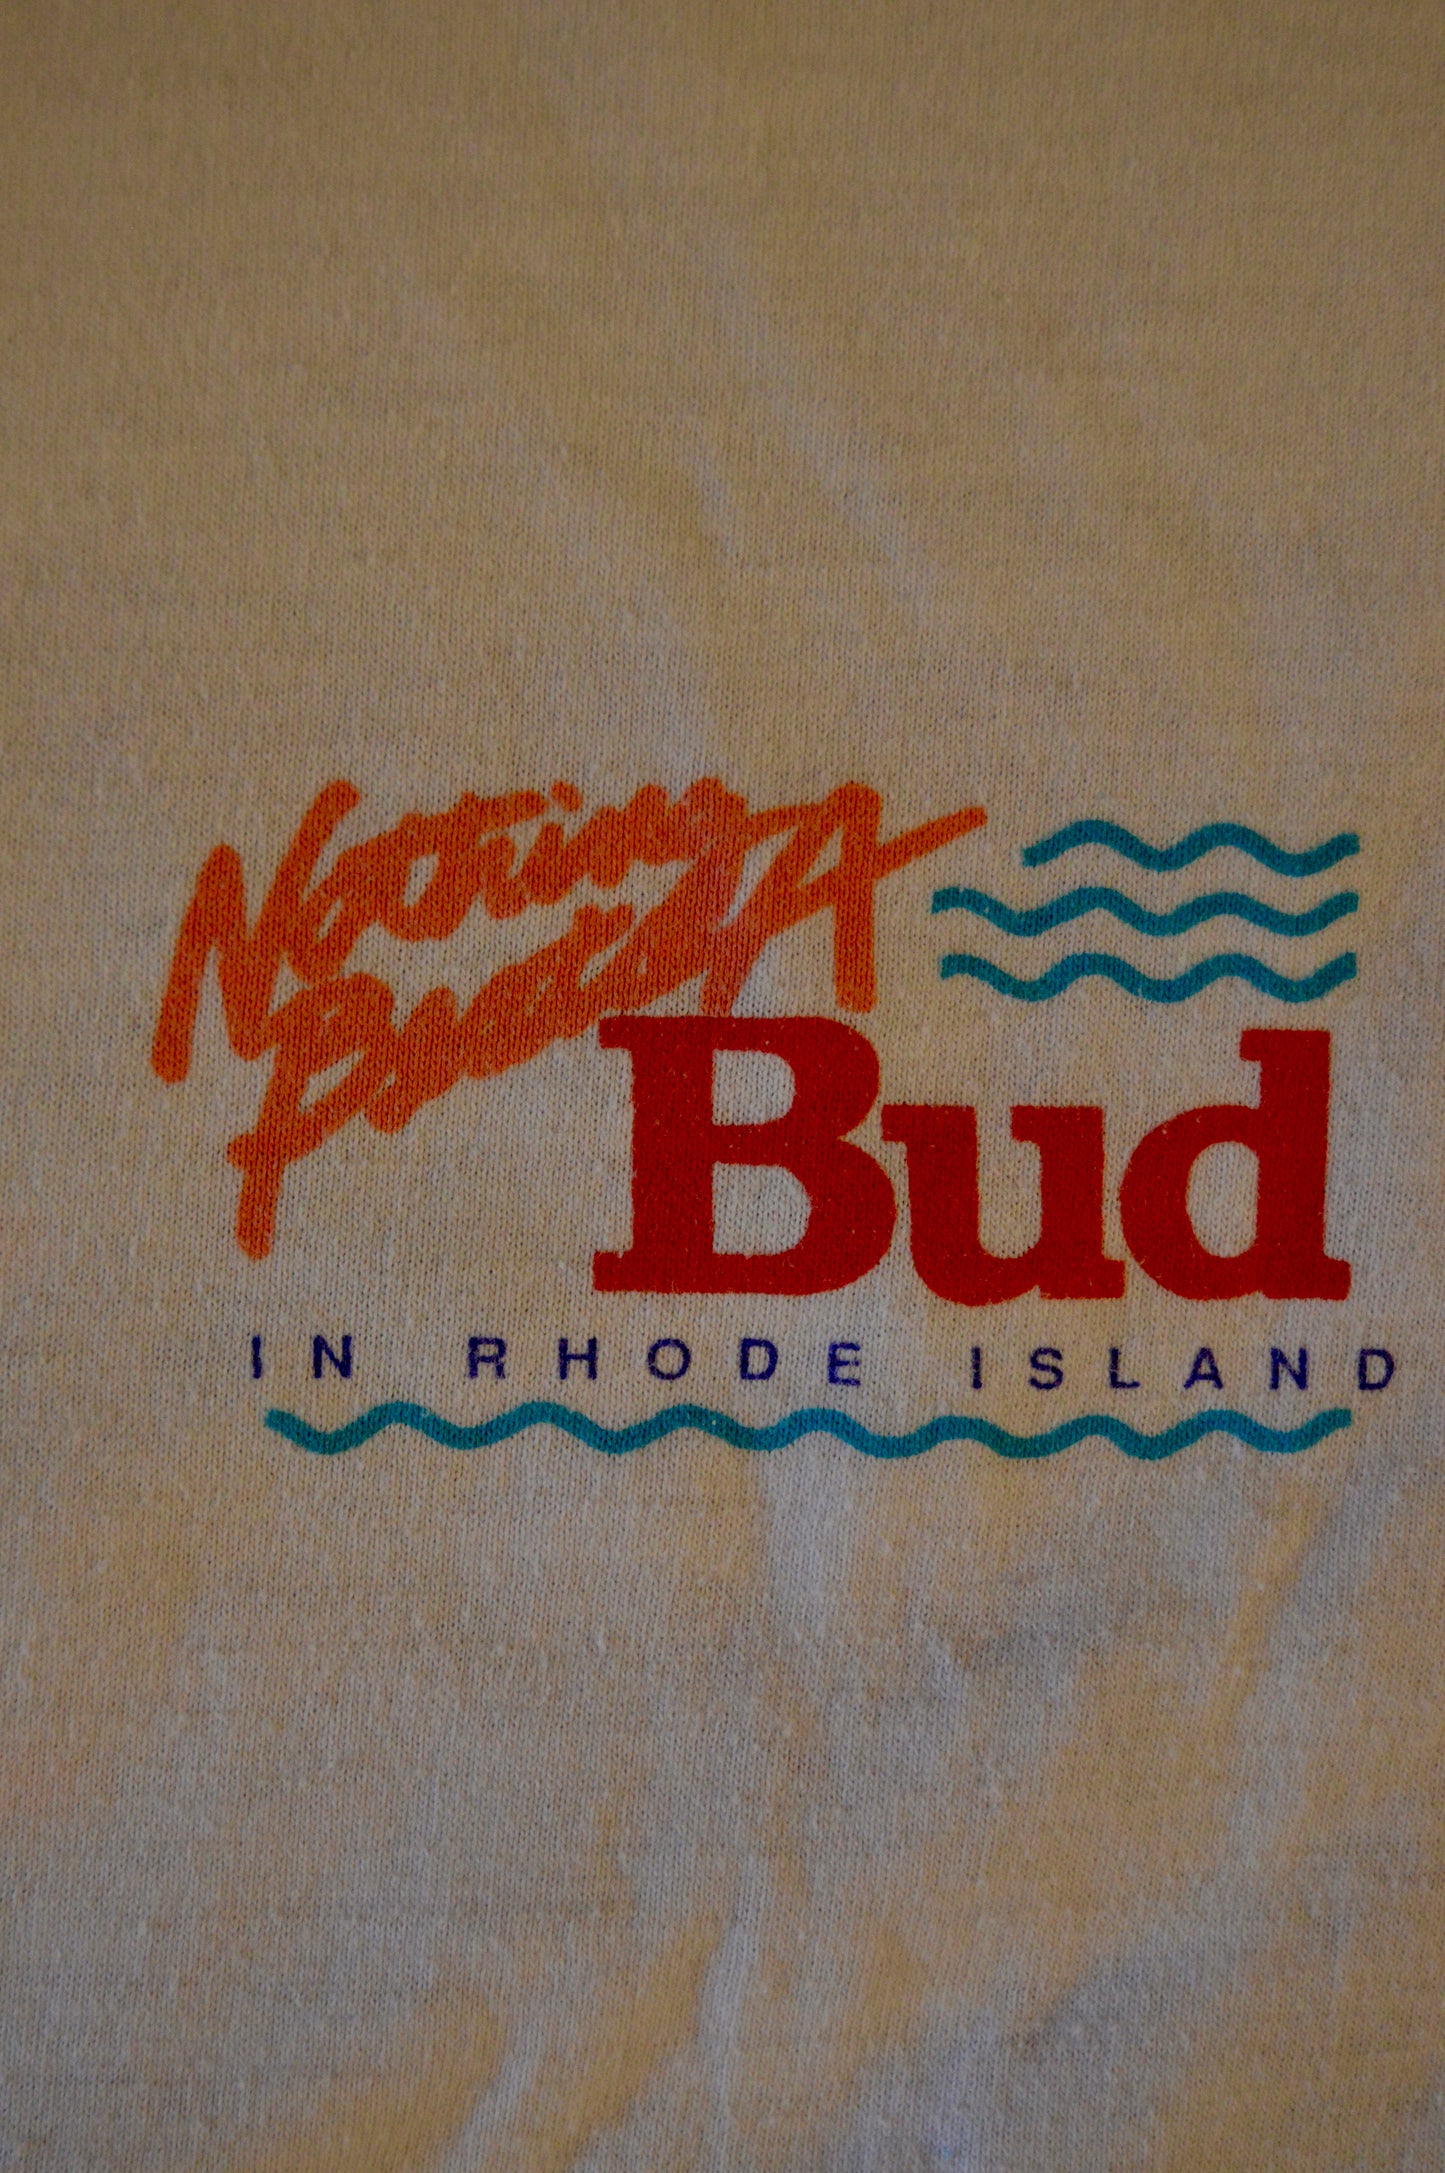 Nothing
Beats A
Bud
IN RHODE ISLAND